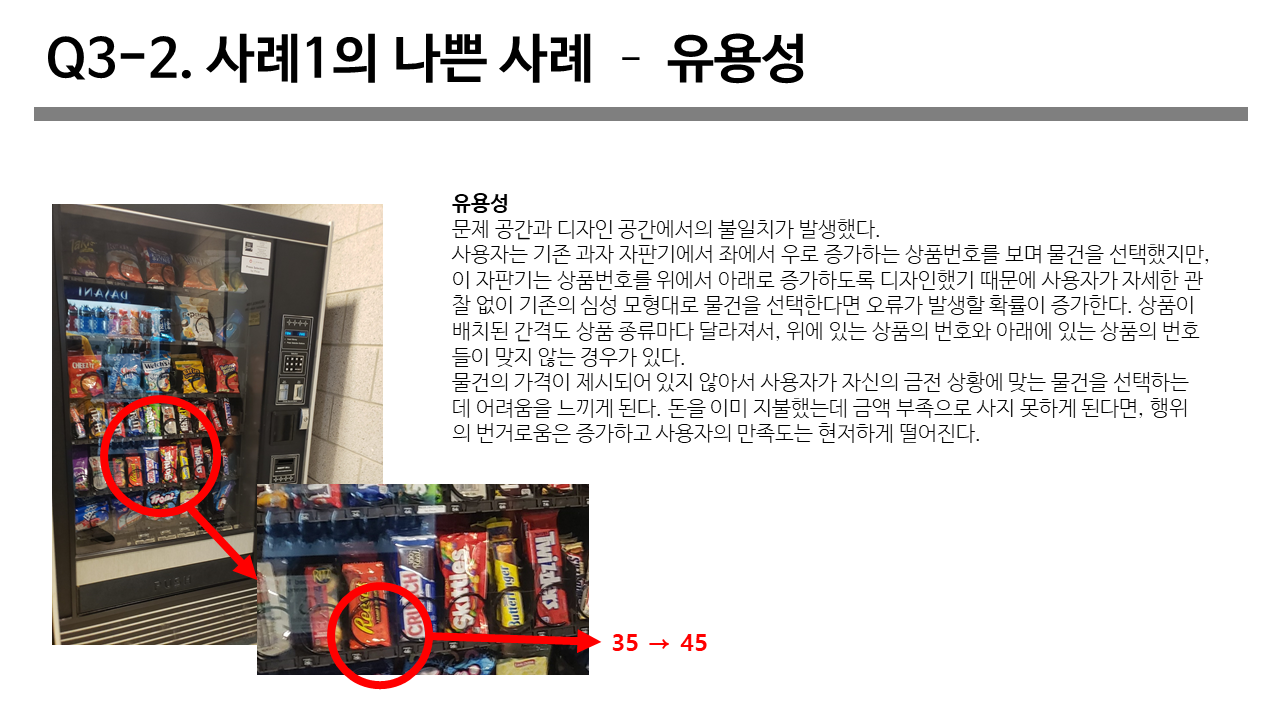 Q3-2. 사례1의 나쁜 사례 - 유용성
유용성
문제 공간과 디자인 공간에서의 불일치가 발생했다.
사용자는 기존 과자 자판기에서 좌에서 우로 증가하는 상품번호를 보며 물건을 선택했지만,
이 자판기는 상품번호를 위에서 아래로 증가하도록 디자인했기 때문에 사용자가 자세한 관
찰 없이 기존의 심성 모형대로 물건을 선택한다면 오류가 발생할 확률이 증가한다. 상품이
배치된 간격도 상품 종류마다 달라져서, 위에 있는 상품의 번호와 아래에 있는 상품의 번호
들이 맞지 않는 경우가 있다.
물건의 가격이 제시되어 있지 않아서 사용자가 자신의 금전 상황에 맞는 물건을 선택하는
데 어려움을 느끼게 된다. 돈을 이미 지불했는데 금액 부족으로 사지 못하게 된다면, 행위
의 번거로움은 증가하고 사용자의 만족도는 현저하게 떨어진다.
DASANI
CHEEZ-IT
Welch's
PUSH
Reese's
CRUNCH
Skittles
Butterfinger
Twizzlers
35 → 45